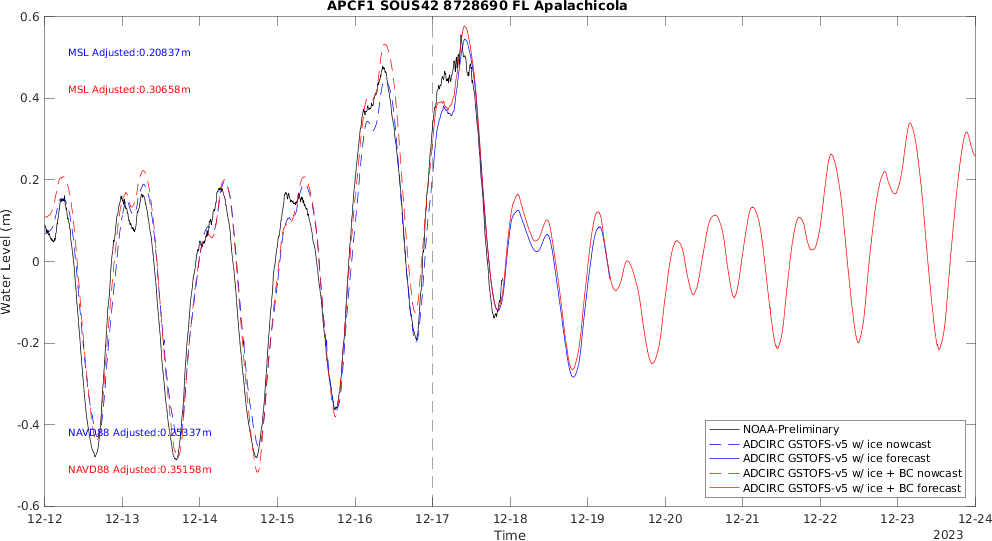 APCF1 SOUS42 8728690 FL Apalachicola
0.6
MSL Adjusted:0.20837m
MSL Adjusted:0.30658m
0.4
0.2
Water Level (m)
0
-0.2
-0.4
NAVD88 Adjusted:0.25337m
NAVD88 Adjusted:0.35158m
-0.6
NOAA-Preliminary
ADCIRC GSTOFS-v5 w/ ice nowcast
ADCIRC GSTOFS-v5 w/ ice forecast
ADCIRC GSTOFS-v5 w/ ice + BC nowcast
ADCIRC GSTOFS-v5 w/ ice + BC forecast
12-12 12-13 12-14 12-15 12-16 12-17 12-18 12-19 12-20 12-21 12-22 12-23 12-24
Time
2023